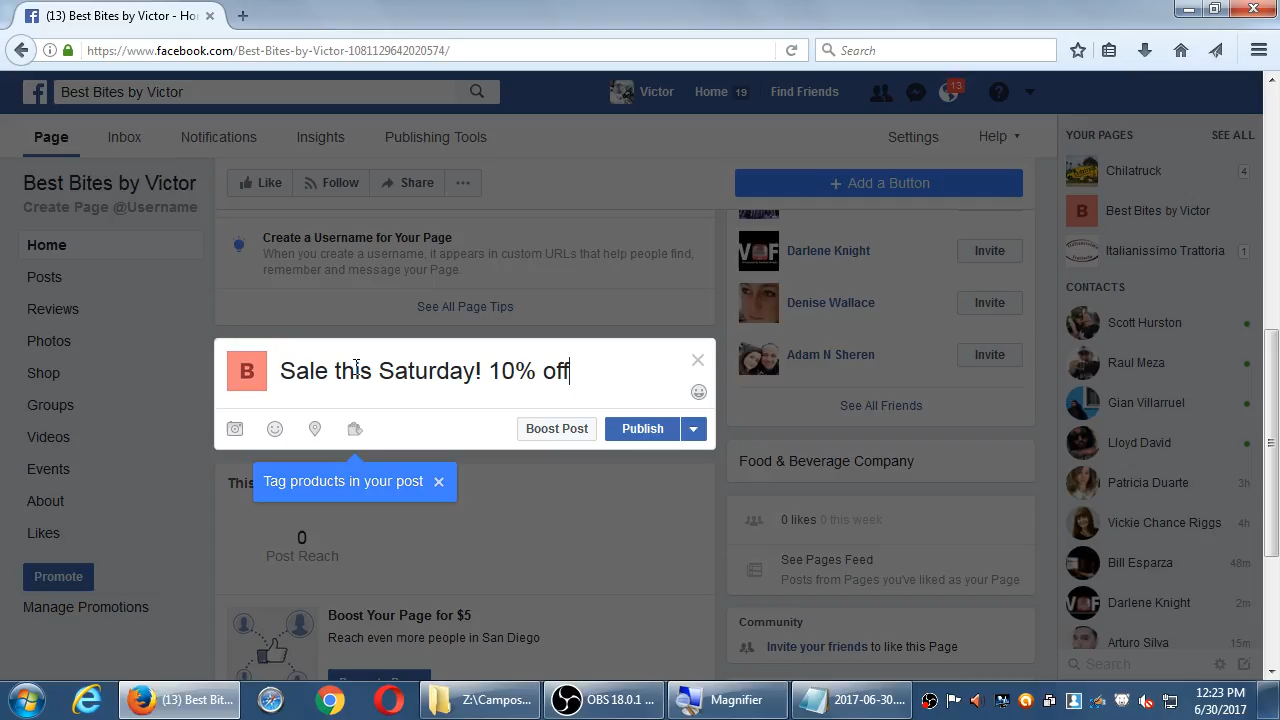 (13) Best Bites by Victor - Ho
https://www.facebook.com/Best-Bites-by-Victor-1081129642020574/
Search
Best Bites by Victor
Victor
Home 19
Find Friends
13
Page
Inbox
Notifications
Insights
Publishing Tools
Settings
Help
Best Bites by Victor
Create Page @Username
Home
Posts
Reviews
Photos
Shop
Groups
Videos
Events
About
Likes
Promote
Manage Promotions
Like
Follow
Share
+ Add a Button
Create a Username for Your Page
When you create a username, it appears in custom URLs that help people find,
remember and message your Page.
See All Page Tips
B
Sale this Saturday! 10% off
Boost Post
Publish
Tag products in your post
This
0
Post Reach
Boost Your Page for $5
Reach even more people in San Diego
Darlene Knight
Invite
Denise Wallace
Invite
Adam N Sheren
Invite
See All Friends
Food & Beverage Company
0 likes 0 this week
See Pages Feed
Posts from Pages you've liked as your Page
Community
Invite your friends to like this Page
YOUR PAGES
SEE ALL
Chilatruck
4
B
Best Bites by Victor
Italianissimo Trattoria
1
CONTACTS
Scott Hurston
Raul Meza
Gian Villarruel
Lloyd David
Patricia Duarte
3h
Vickie Chance Riggs
4h
Bill Esparza
48m
Darlene Knight
2m
Arturo Silva
15m
Search
(13) Best Bit...
Z:\Campos...
OBS 18.0.1 ...
Magnifier
2017-06-30....
12:23 PM
6/30/2017